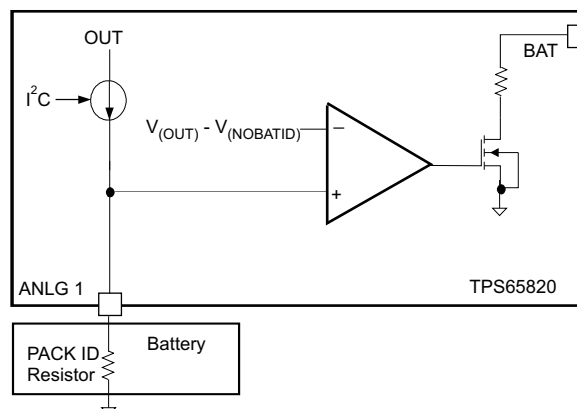 OUT
BAT
I²C
V(OUT) - V(NOBATID)
−
+
ANLG 1
TPS65820
PACK ID
Resistor
Battery